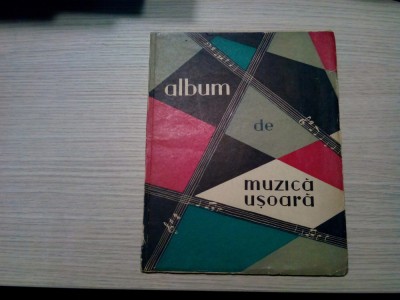 album
de
muzică
ușoară